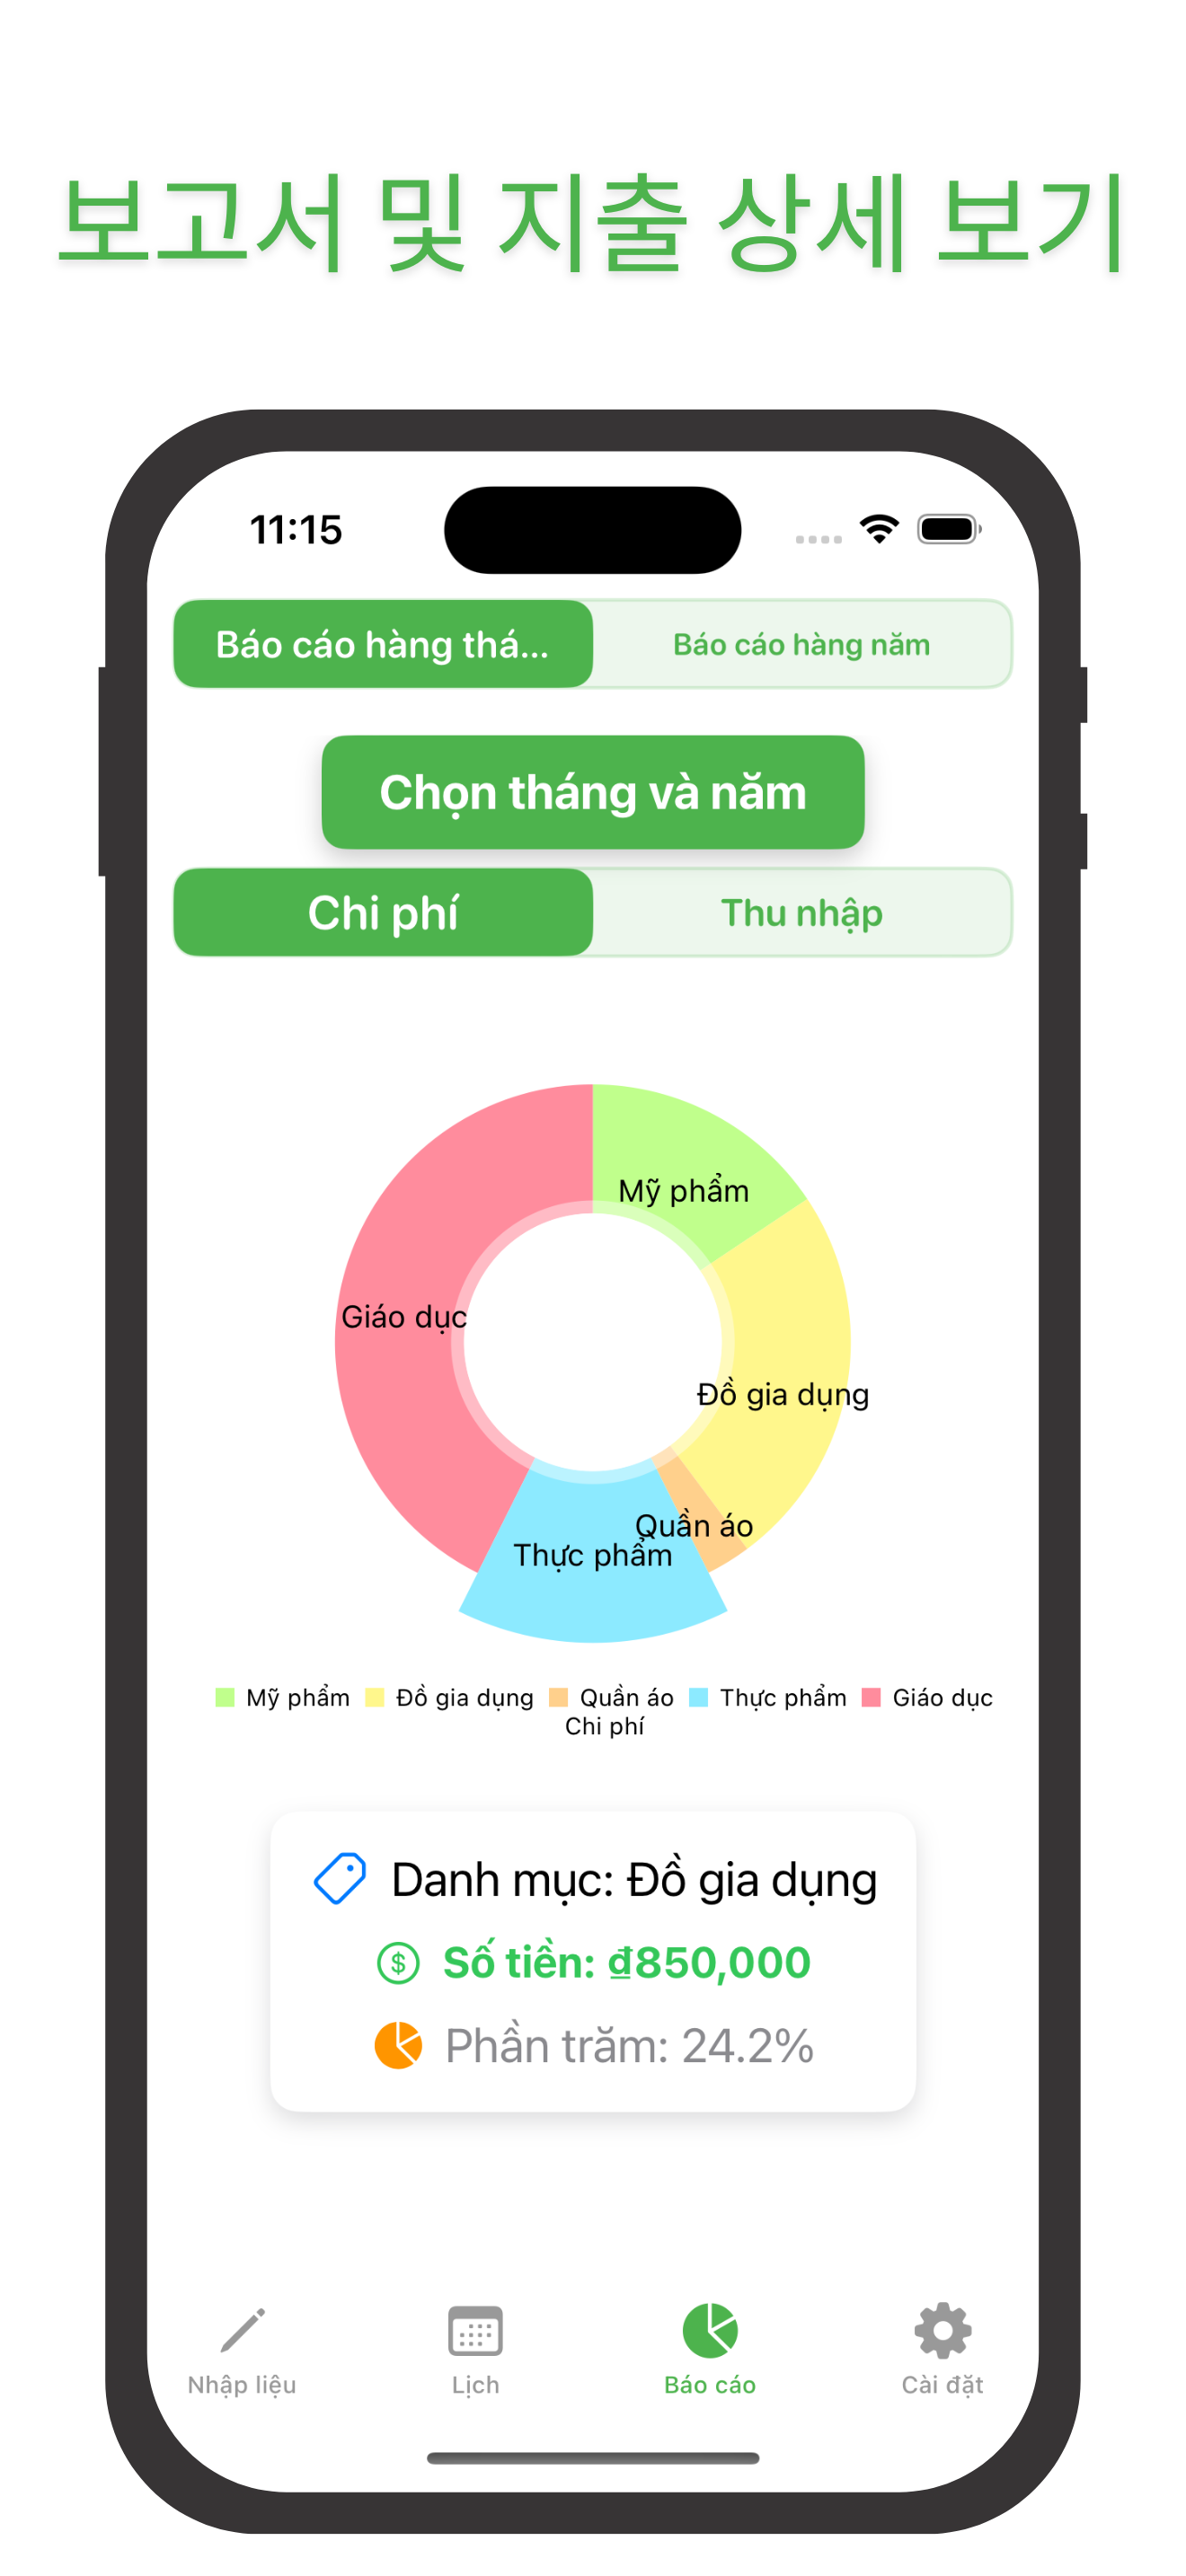 보고서 및 지출 상세 보기
11:15
Báo cáo hàng thá...
Báo cáo hàng năm
Chọn tháng và năm
Chi phí
Thu nhập
Mỹ phẩm
Giáo dục
Đồ gia dụng
Quần áo
Thực phẩm
Mỹ phẩm Đồ gia dụng Quần áo Thực phẩm Giáo dục
Chi phí
Danh mục: Đồ gia dụng
Số tiền: ₫850,000
Phần trăm: 24.2%
Nhập liệu
Lịch
Báo cáo
Cài đặt